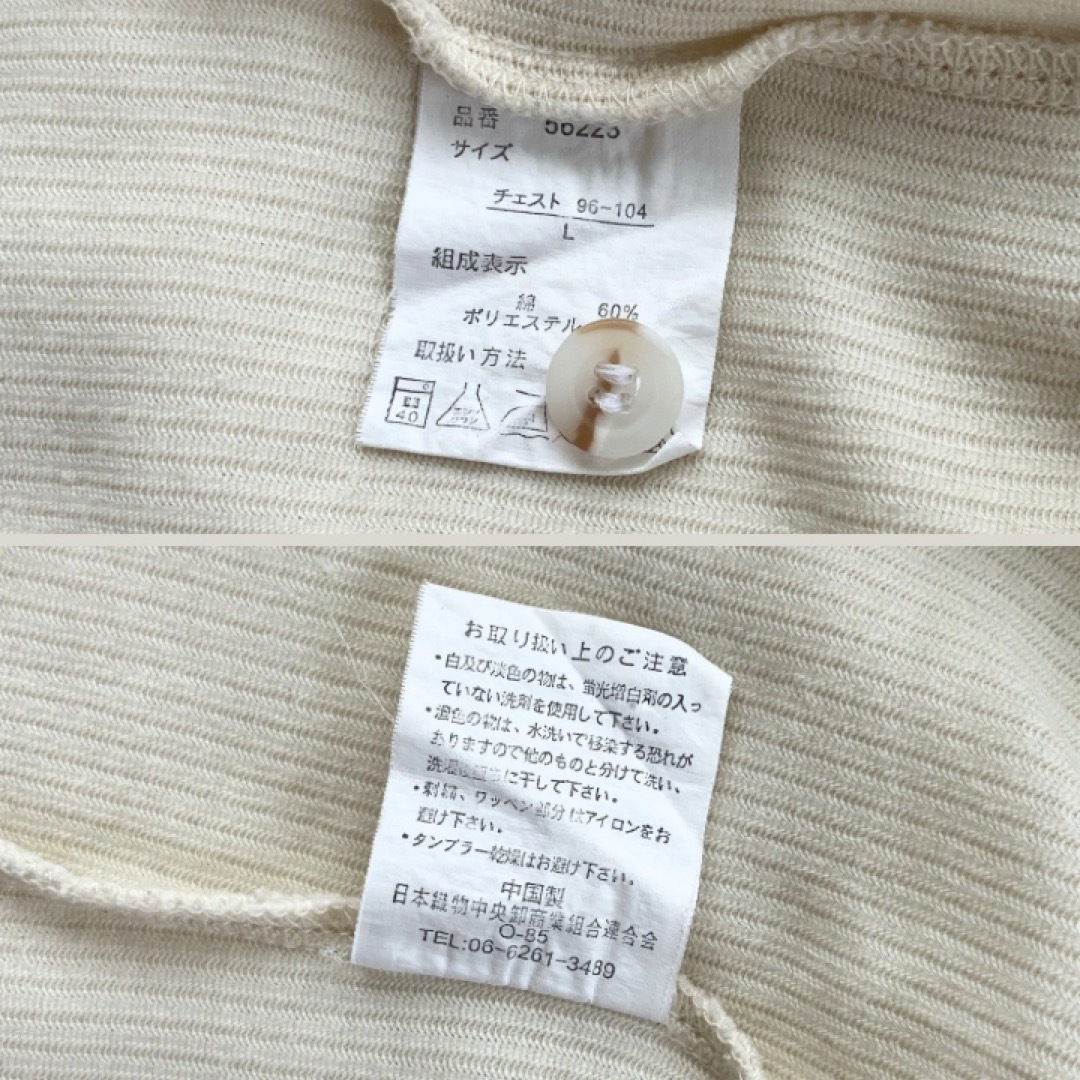 品番 56223
サイズ
チェスト 96-104
L
組成表示
綿 60%
ポリエステル
取扱い方法
40
エンソ
サラシ
お取り扱い上のご注意
・白及び淡色の物は、蛍光増白剤の入っ
ていない洗剤を使用して下さい。
・濃色の物は、水洗いで移染する恐れが
ありますので他のものと分けて洗い、
に干して下さい。
・刺繍、ワッペン部分はアイロンをお
避け下さい。
・タンブラー乾燥はお避け下さい。
中国製
日本織物中央卸商業組合連合会
O-85
TEL:06-6261-3489